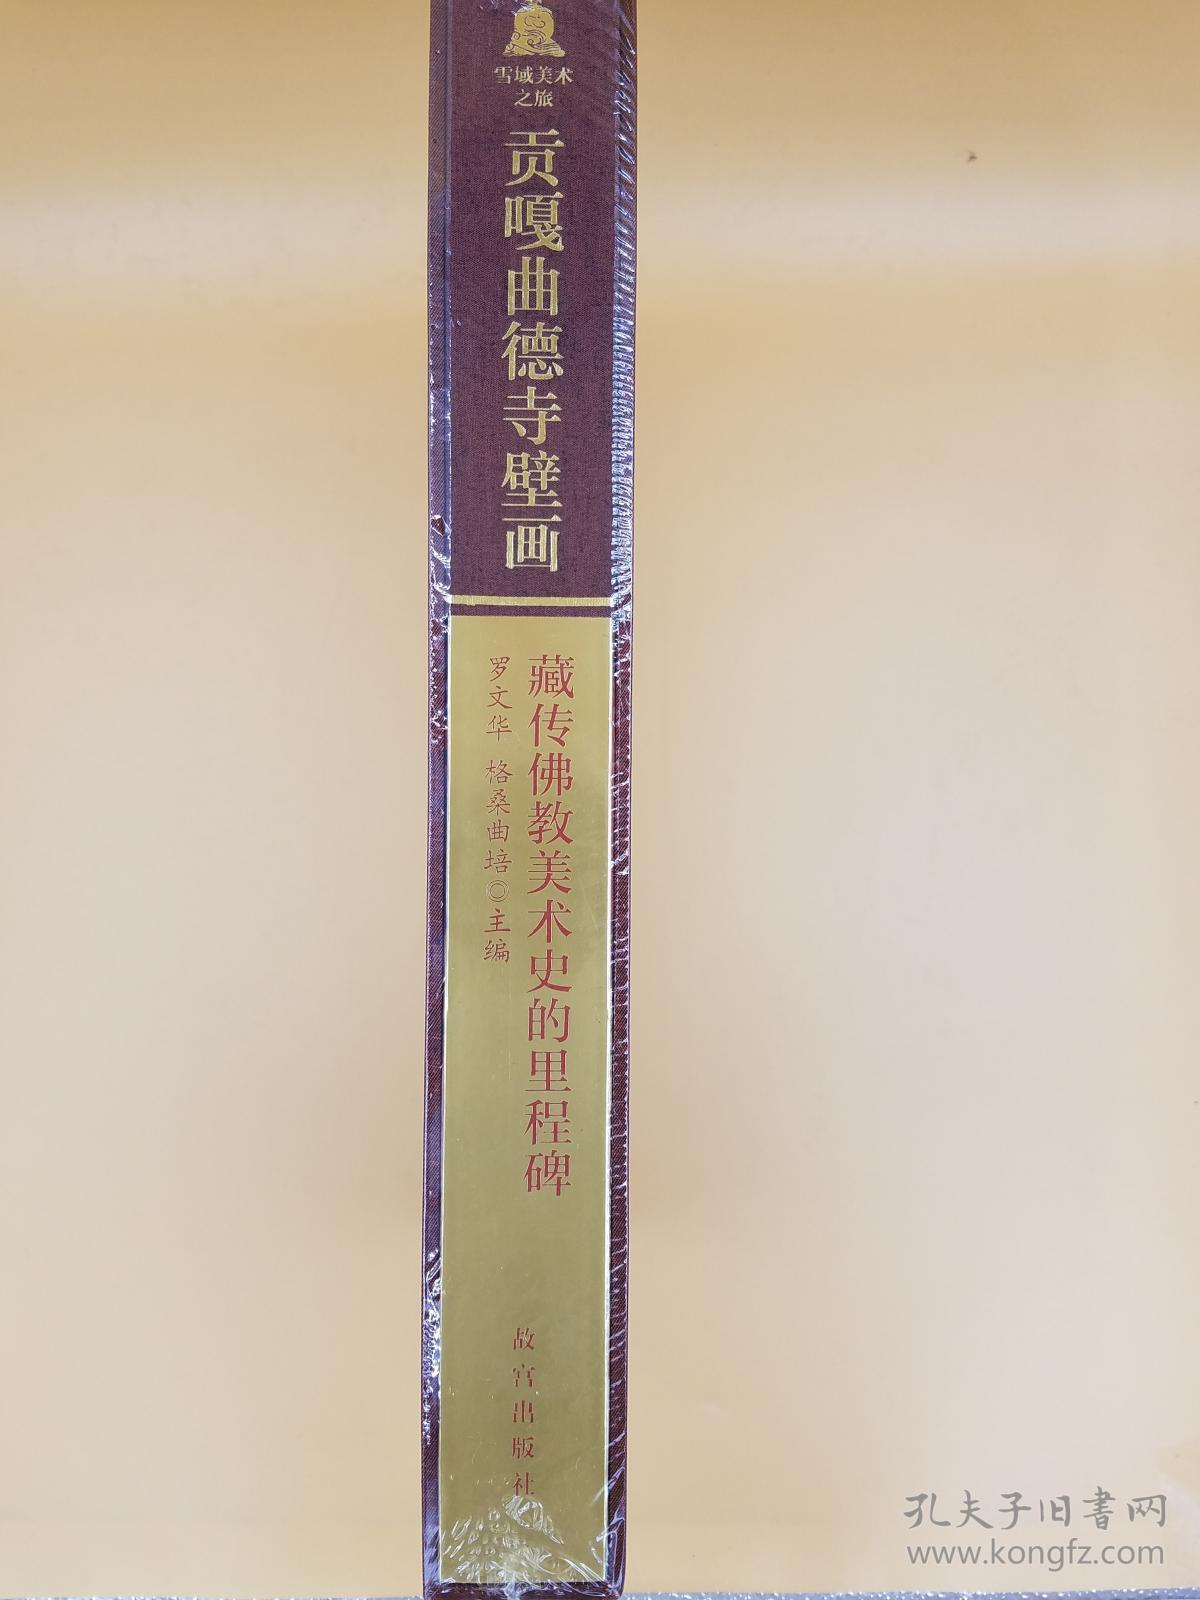 雪域美术
之旅
贡嘎曲德寺壁画
藏传佛教美术史的里程碑
罗文华 格桑曲培◎主编
故宫出版社
孔夫子旧書网
www.kongfz.com